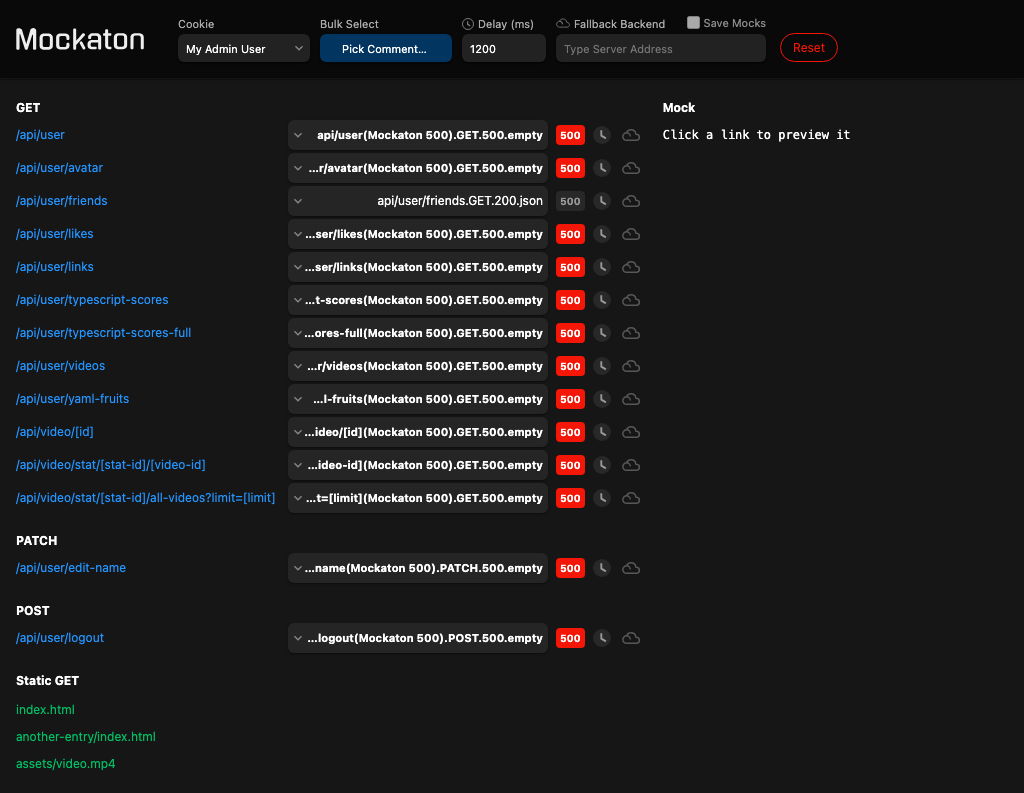 Mockaton
Cookie
My Admin User
Bulk Select
Pick Comment...
Delay (ms)
1200
Fallback Backend
Type Server Address
Save Mocks
Reset
GET
/api/user api/user(Mockaton 500).GET.500.empty 500
/api/user/avatar ...r/avatar(Mockaton 500).GET.500.empty 500
/api/user/friends api/user/friends.GET.200.json 500
/api/user/likes ...ser/likes(Mockaton 500).GET.500.empty 500
/api/user/links ...ser/links(Mockaton 500).GET.500.empty 500
/api/user/typescript-scores ...t-scores(Mockaton 500).GET.500.empty 500
/api/user/typescript-scores-full ...ores-full(Mockaton 500).GET.500.empty 500
/api/user/videos ...r/videos(Mockaton 500).GET.500.empty 500
/api/user/yaml-fruits ...l-fruits(Mockaton 500).GET.500.empty 500
/api/video/[id] ...ideo/[id](Mockaton 500).GET.500.empty 500
/api/video/stat/[stat-id]/[video-id] ...ideo-id](Mockaton 500).GET.500.empty 500
/api/video/stat/[stat-id]/all-videos?limit=[limit] ...t=[limit](Mockaton 500).GET.500.empty 500
PATCH
/api/user/edit-name ...name(Mockaton 500).PATCH.500.empty 500
POST
/api/user/logout ...logout(Mockaton 500).POST.500.empty 500
Static GET
index.html
another-entry/index.html
assets/video.mp4
Mock
Click a link to preview it